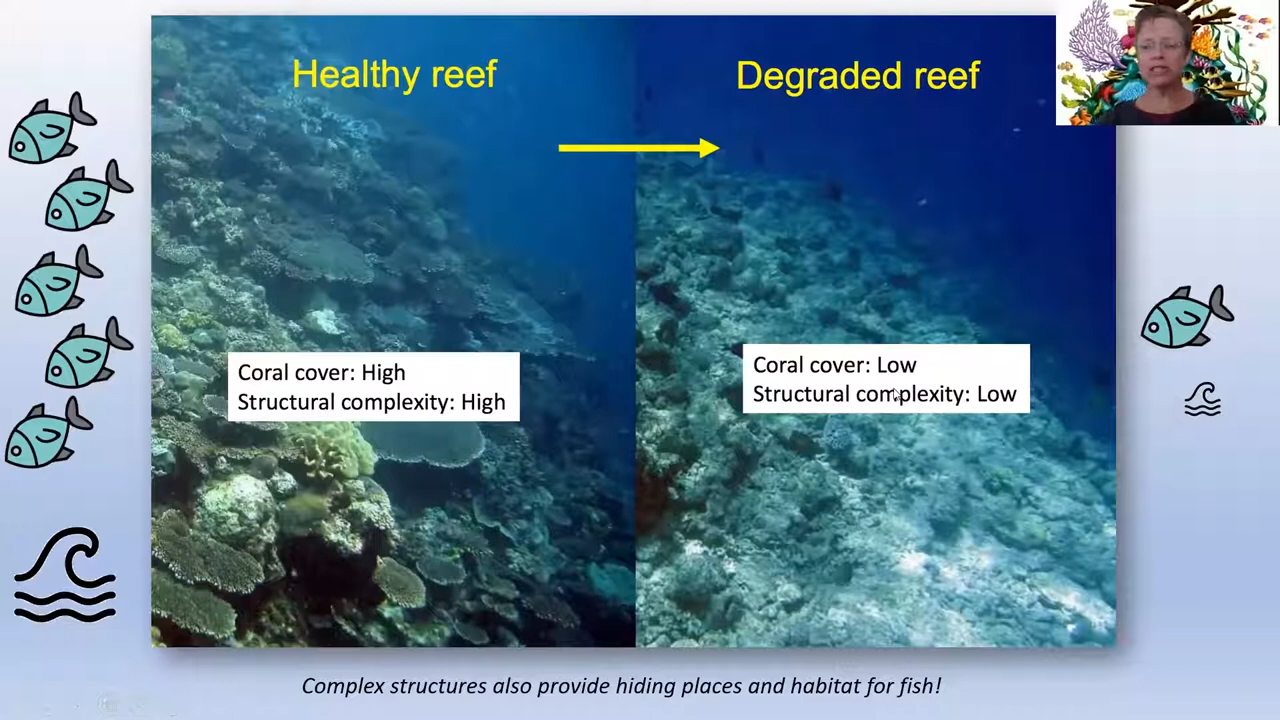 Healthy reef
Degraded reef
Coral cover: High
Structural complexity: High
Coral cover: Low
Structural complexity: Low
Complex structures also provide hiding places and habitat for fish!